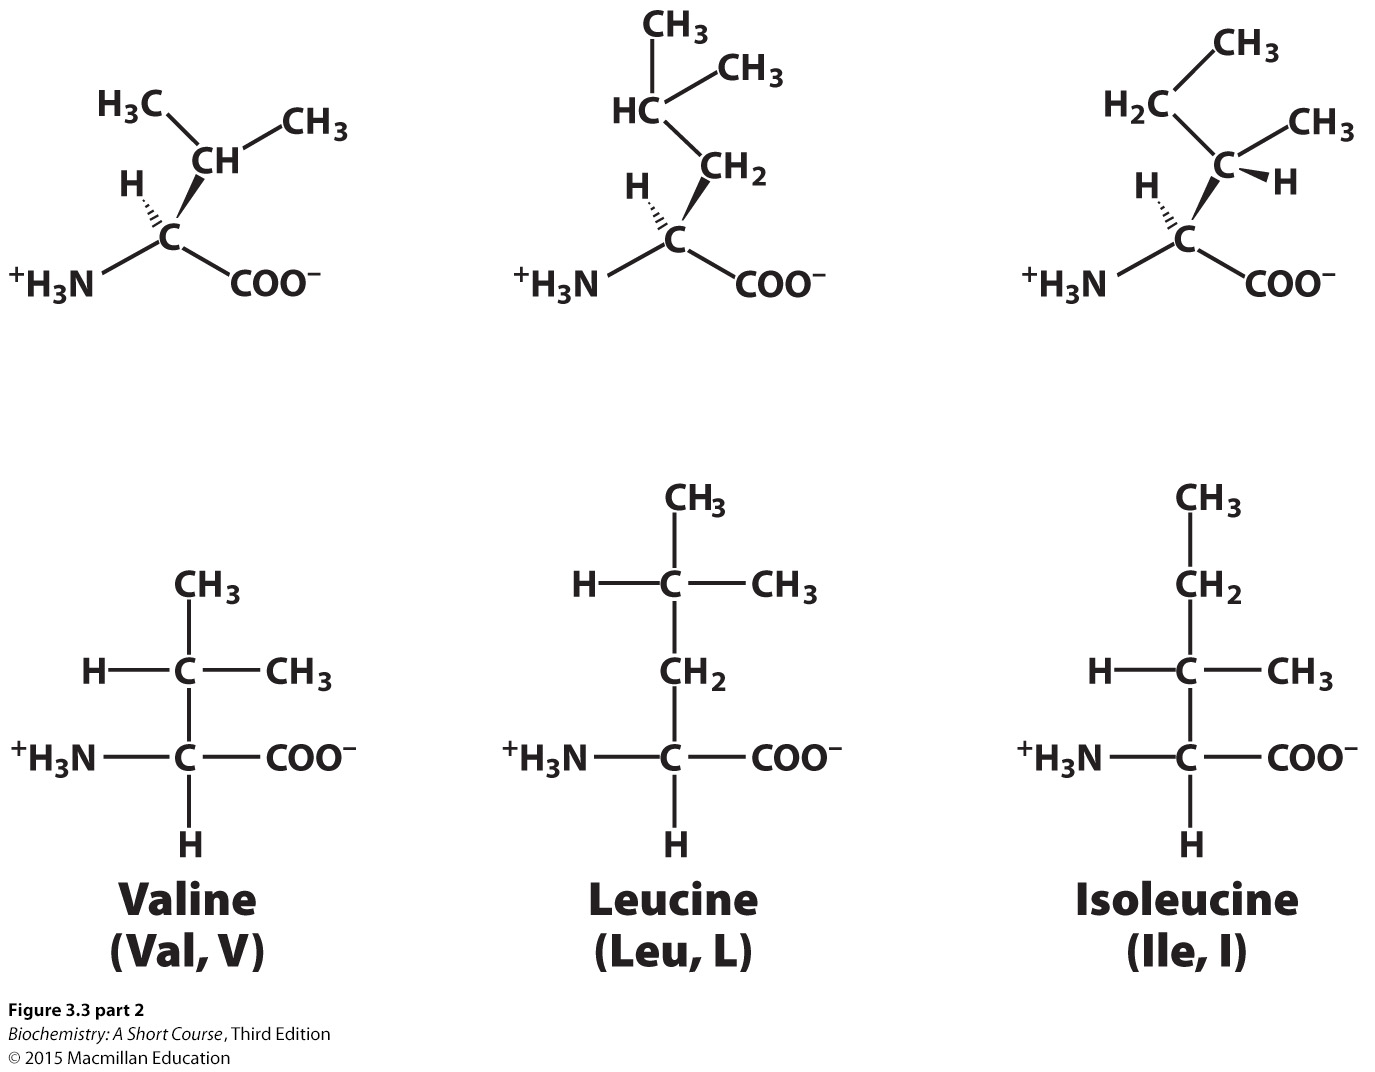 CH3
CH3
H3C
CH3
HC
H2C
CH3
CH
CH2
C
CH3
H
H
H
H
C
C
C
+H3N
COO−
+H3N
COO−
+H3N
COO−
CH3
CH3
CH3
H
C
CH3
CH2
H
C
CH3
CH2
H
C
CH3
+H3N
C
COO−
+H3N
C
COO−
+H3N
C
COO−
H
H
H
Valine
(Val, V)
Leucine
(Leu, L)
Isoleucine
(Ile, I)
Figure 3.3 part 2
Biochemistry: A Short Course, Third Edition
© 2015 Macmillan Education